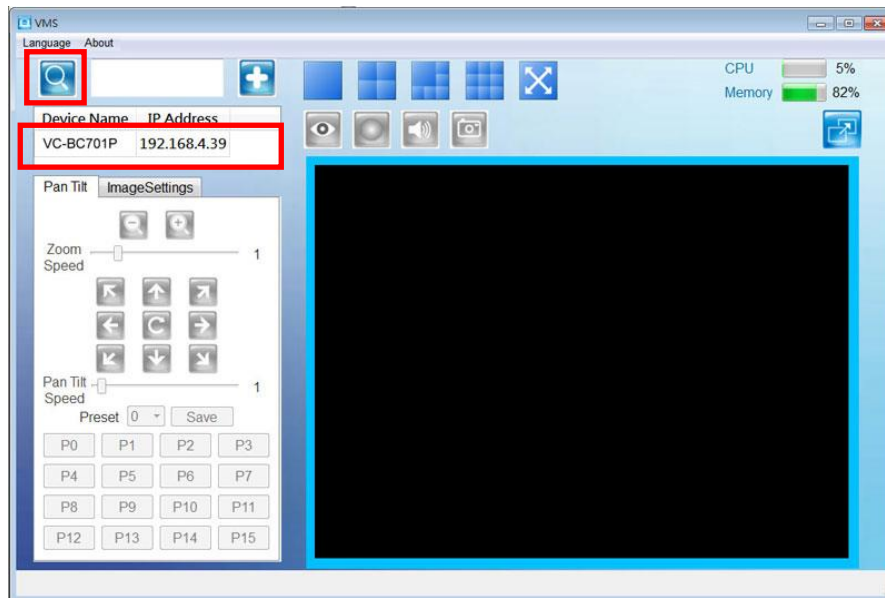 VMS
Language About
CPU 5%
Memory 82%
Device Name IP Address
VC-BC701P 192.168.4.39
Pan Tilt ImageSettings
Zoom Speed 1
Pan Tilt Speed 1
Preset 0 Save
P0 P1 P2 P3
P4 P5 P6 P7
P8 P9 P10 P11
P12 P13 P14 P15